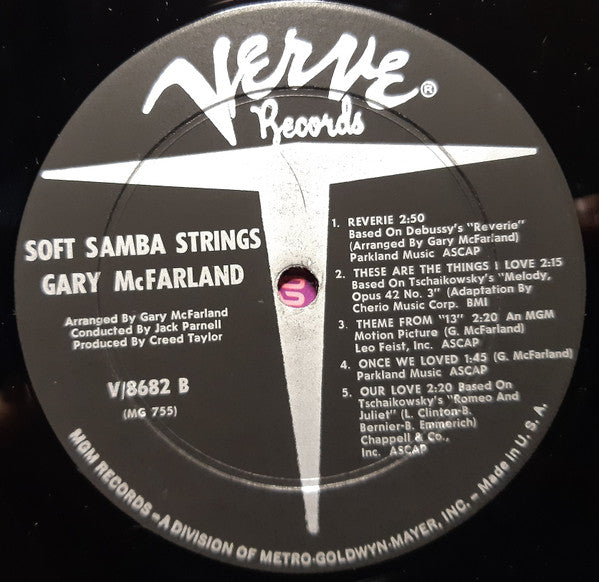 Verve®
Records
SOFT SAMBA STRINGS
GARY McFARLAND
Arranged By Gary McFarland
Conducted By Jack Parnell
Produced By Creed Taylor
V/8682 B
(MG 755)
1. REVERIE 2:50
Based On Debussy's "Reverie"
(Arranged By Gary McFarland)
Parkland Music ASCAP
2. THESE ARE THE THINGS I LOVE 2:15
Based On Tschaikowsky's "Melody,
Opus 42 No. 3" (Adaptation By
Cherio Music Corp. BMI
3. THEME FROM "13" 2:20 An MGM
Motion Picture (G. McFarland)
Leo Feist, Inc. ASCAP
4. ONCE WE LOVED 1:45 (G. McFarland)
Parkland Music ASCAP
5. OUR LOVE 2:20 Based On
Tschaikowsky's "Romeo And
Juliet" (L. Clinton-B.
Bernier-B. Emmerich)
Chappell & Co.,
Inc. ASCAP
MGM RECORDS – A DIVISION OF METRO-GOLDWYN-MAYER, INC. – Made in U. S. A.